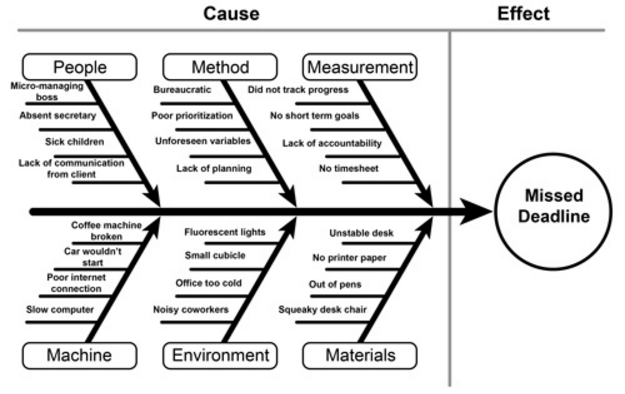 Cause
Effect
People
Method
Measurement
Micro-managing
boss
Absent secretary
Sick children
Lack of communication
from client
Bureaucratic
Poor prioritization
Unforeseen variables
Lack of planning
Did not track progress
No short term goals
Lack of accountability
No timesheet
Missed
Deadline
Coffee machine
broken
Car wouldn't
start
Poor internet
connection
Slow computer
Fluorescent lights
Small cubicle
Office too cold
Noisy coworkers
Unstable desk
No printer paper
Out of pens
Squeaky desk chair
Machine
Environment
Materials